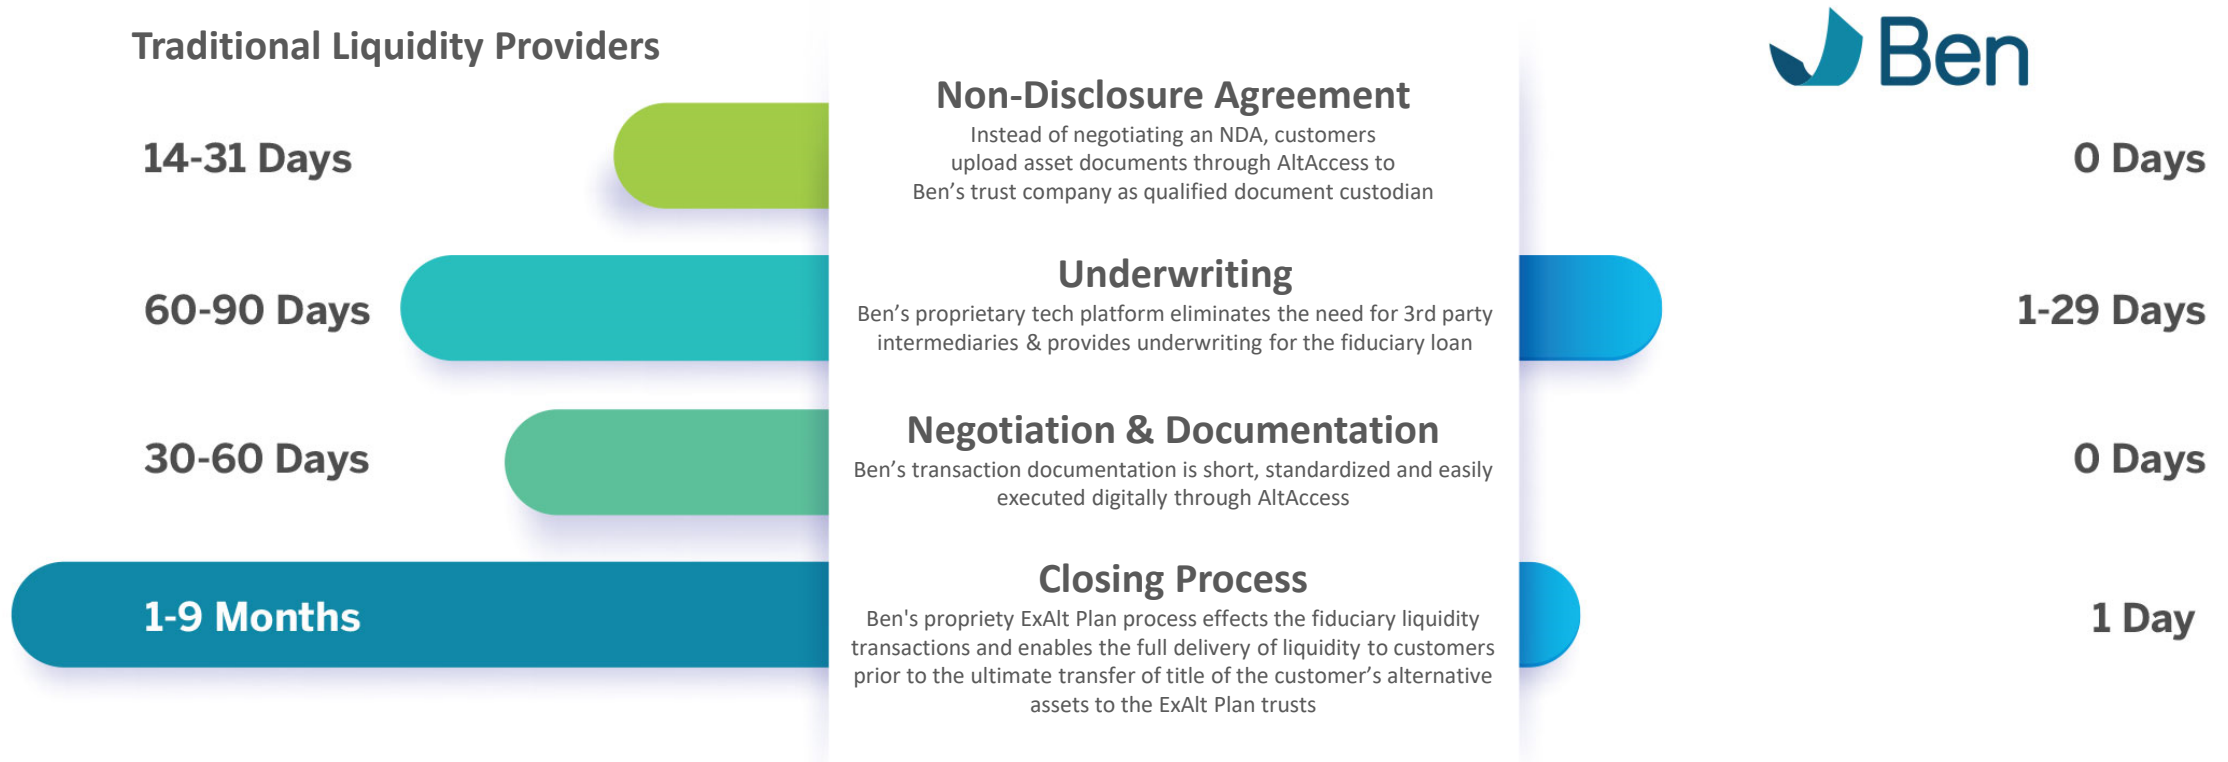 Traditional Liquidity Providers
Ben
Non-Disclosure Agreement
Instead of negotiating an NDA, customers
upload asset documents through AltAccess to
Ben’s trust company as qualified document custodian
14-31 Days
0 Days
Underwriting
Ben’s proprietary tech platform eliminates the need for 3rd party
intermediaries & provides underwriting for the fiduciary loan
60-90 Days
1-29 Days
Negotiation & Documentation
Ben’s transaction documentation is short, standardized and easily
executed digitally through AltAccess
30-60 Days
0 Days
Closing Process
Ben's propriety ExAlt Plan process effects the fiduciary liquidity
transactions and enables the full delivery of liquidity to customers
prior to the ultimate transfer of title of the customer’s alternative
assets to the ExAlt Plan trusts
1-9 Months
1 Day